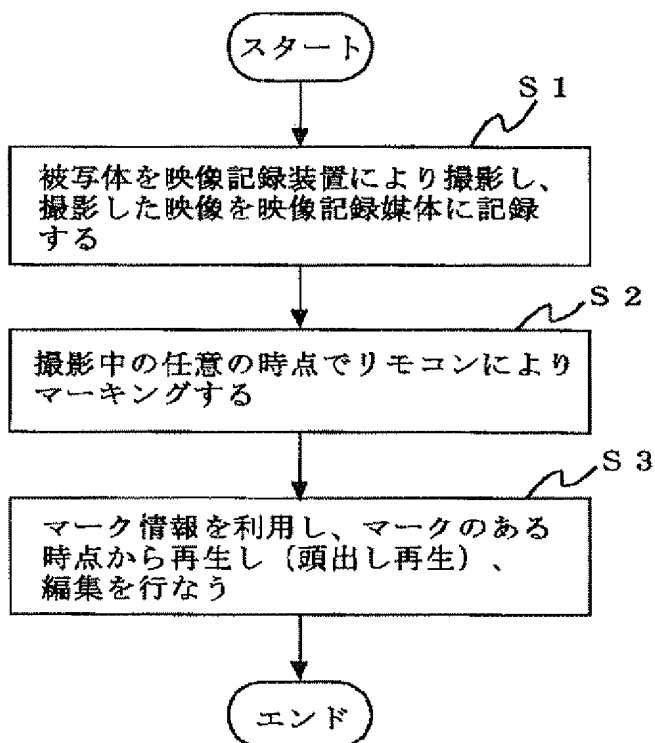 スタート
S1
被写体を映像記録装置により撮影し、
撮影した映像を映像記録媒体に記録
する
S2
撮影中の任意の時点でリモコンにより
マーキングする
S3
マーク情報を利用し、マークのある
時点から再生し(頭出し再生)、
編集を行なう
エンド